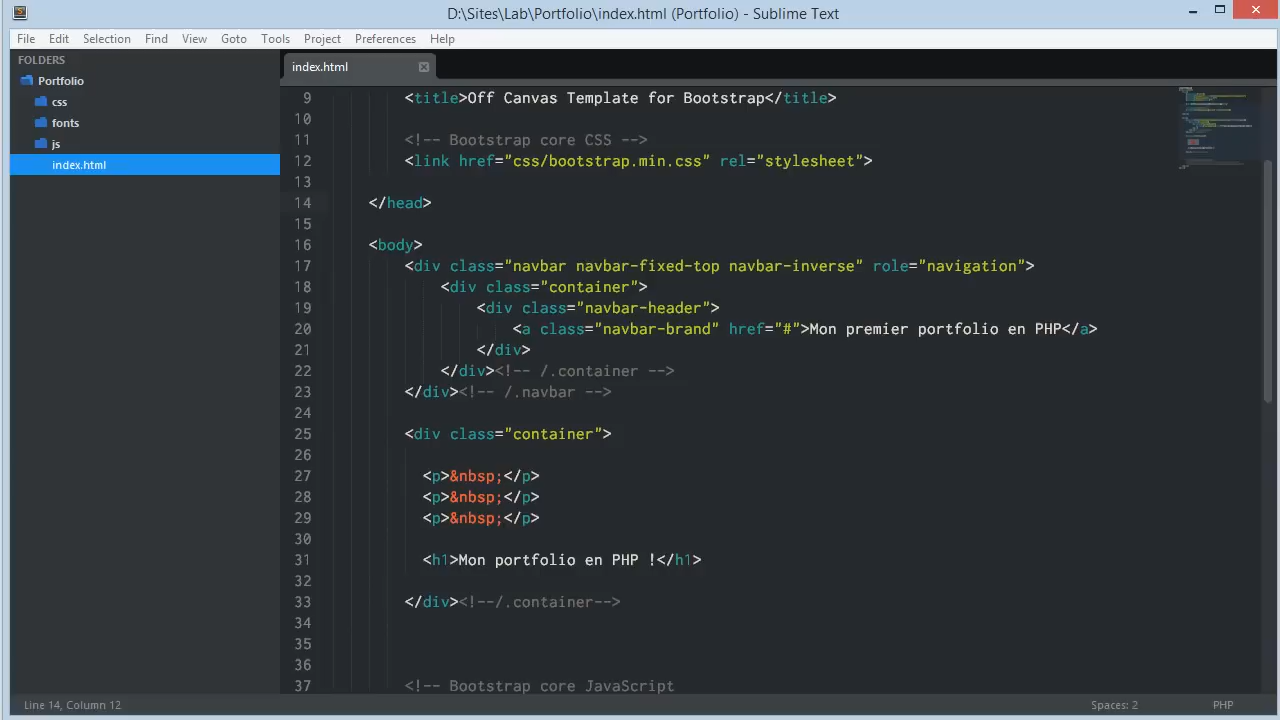 D:\Sites\Lab\Portfolio\index.html (Portfolio) - Sublime Text
File Edit Selection Find View Goto Tools Project Preferences Help
FOLDERS
Portfolio
css
fonts
js
index.html
index.html
9 <title>Off Canvas Template for Bootstrap</title>
10
11 <!-- Bootstrap core CSS -->
12 <link href="css/bootstrap.min.css" rel="stylesheet">
13
14 </head>
15
16 <body>
17 <div class="navbar navbar-fixed-top navbar-inverse" role="navigation">
18 <div class="container">
19 <div class="navbar-header">
20 <a class="navbar-brand" href="#">Mon premier portfolio en PHP</a>
21 </div>
22 </div><!-- /.container -->
23 </div><!-- /.navbar -->
24
25 <div class="container">
26
27 <p>&nbsp;</p>
28 <p>&nbsp;</p>
29 <p>&nbsp;</p>
30
31 <h1>Mon portfolio en PHP !</h1>
32
33 </div><!--/.container-->
34
35
36
37 <!-- Bootstrap core JavaScript
Line 14, Column 12
Spaces: 2
PHP